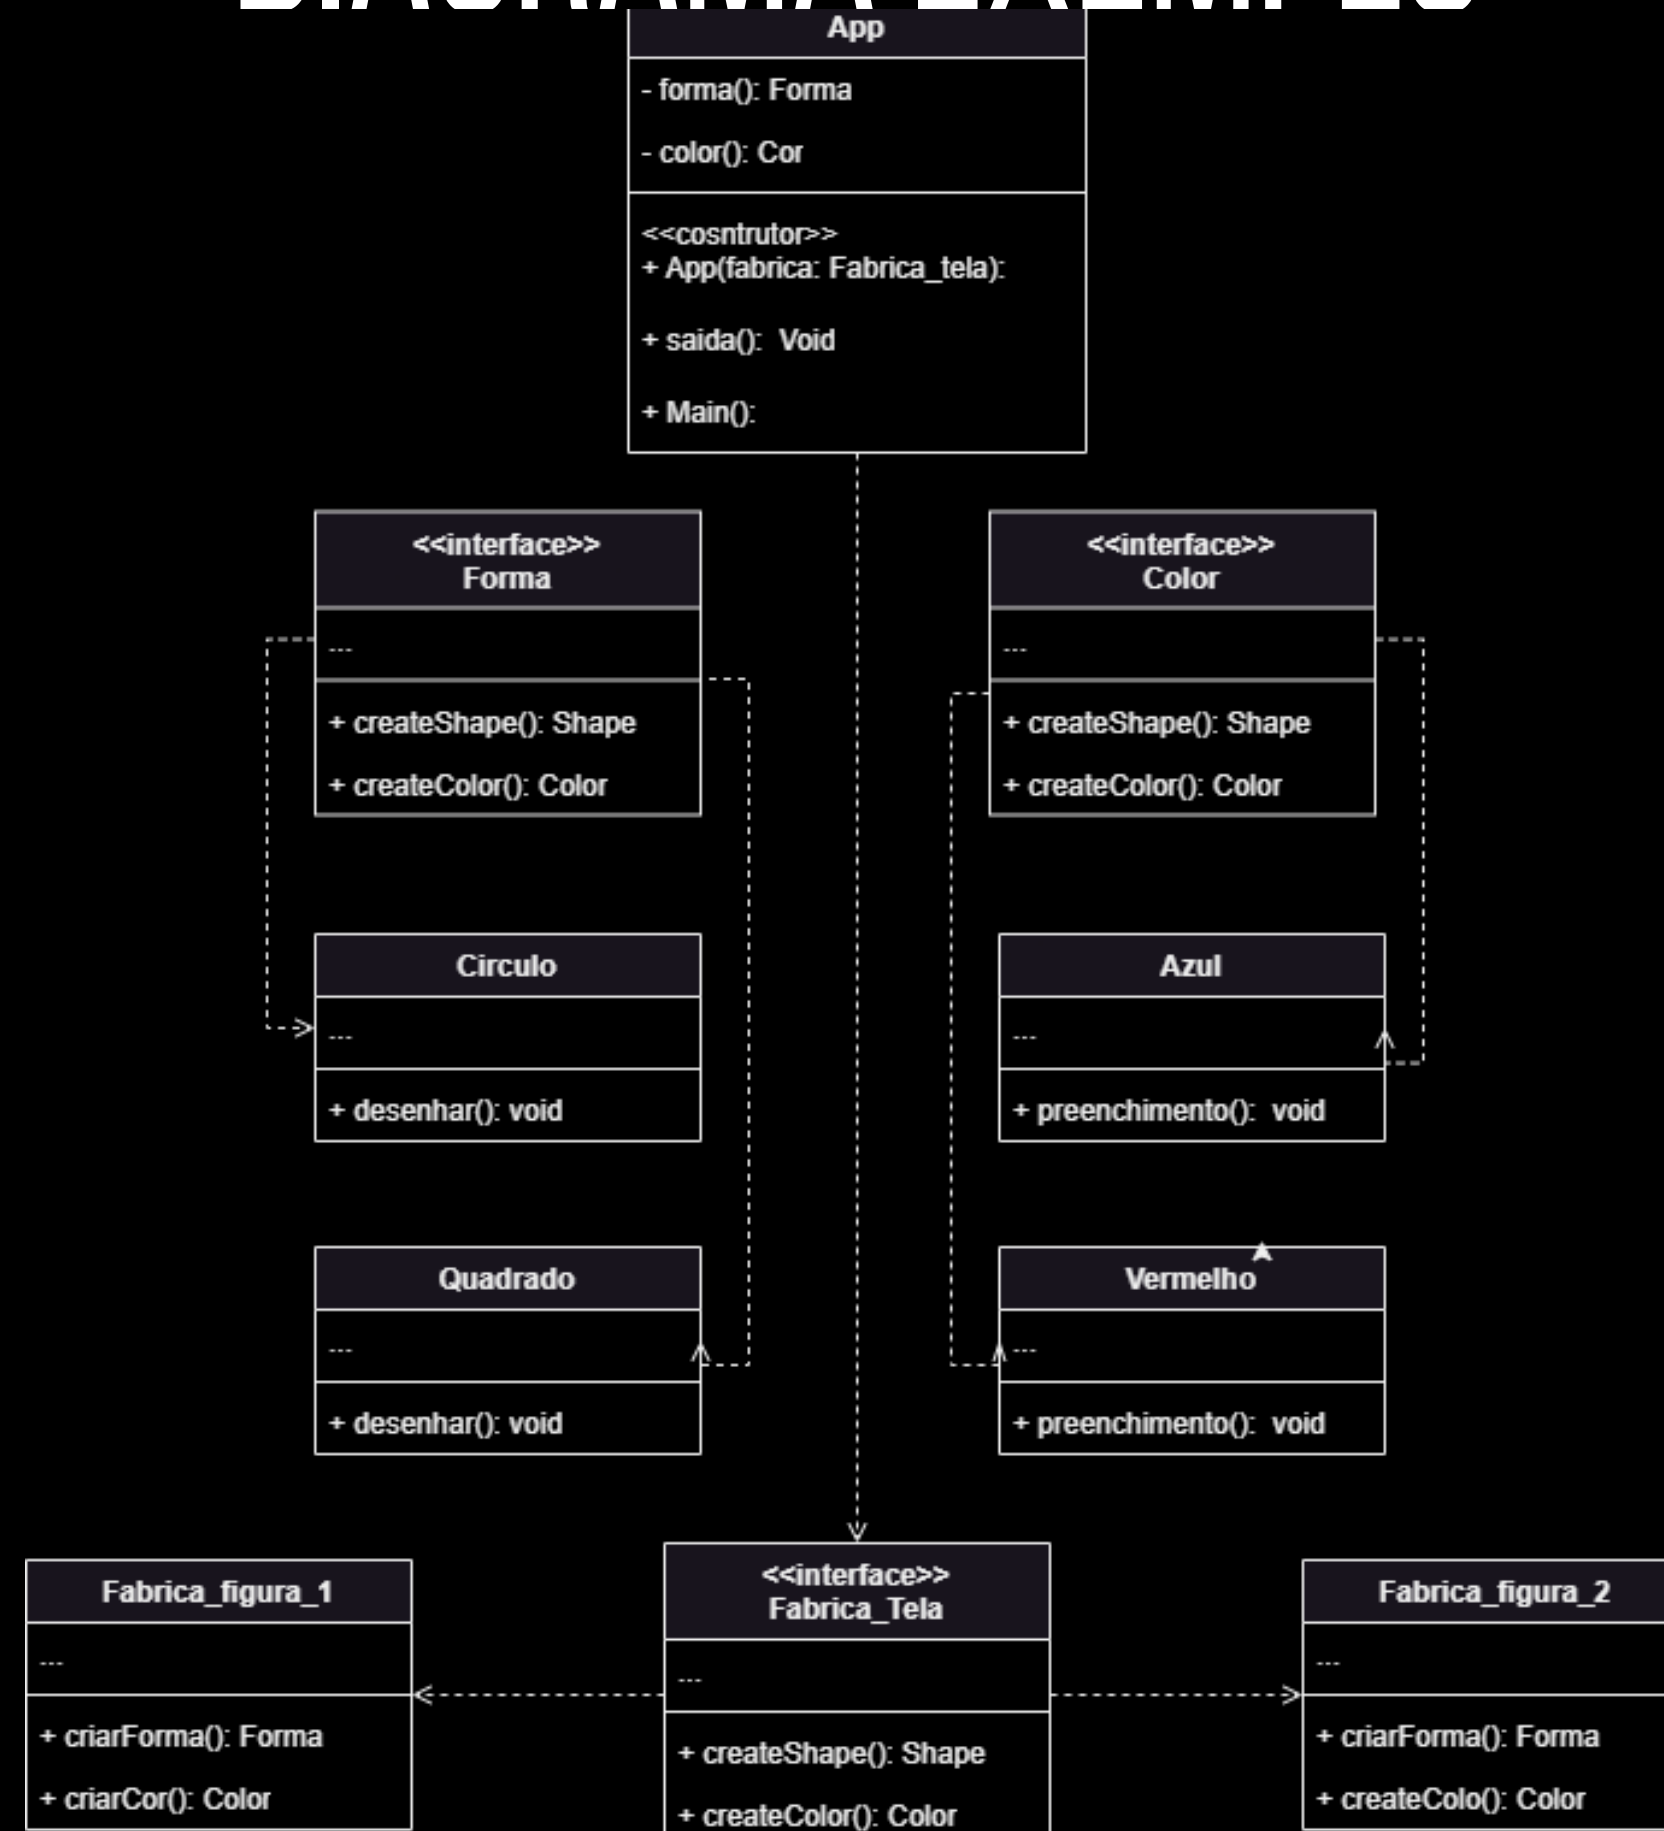 App
- forma(): Forma
- color(): Cor
<<cosntrutor>>
+ App(fabrica: Fabrica_tela):
+ saida():  Void
+ Main():
<<interface>>
Forma
---
+ createShape(): Shape
+ createColor(): Color
<<interface>>
Color
---
+ createShape(): Shape
+ createColor(): Color
Circulo
---
+ desenhar(): void
Azul
---
+ preenchimento():  void
Quadrado
---
+ desenhar(): void
Vermelho
---
+ preenchimento():  void
Fabrica_figura_1
---
+ criarForma(): Forma
+ criarCor(): Color
<<interface>>
Fabrica_Tela
---
+ createShape(): Shape
+ createColor(): Color
Fabrica_figura_2
---
+ criarForma(): Forma
+ createColo(): Color